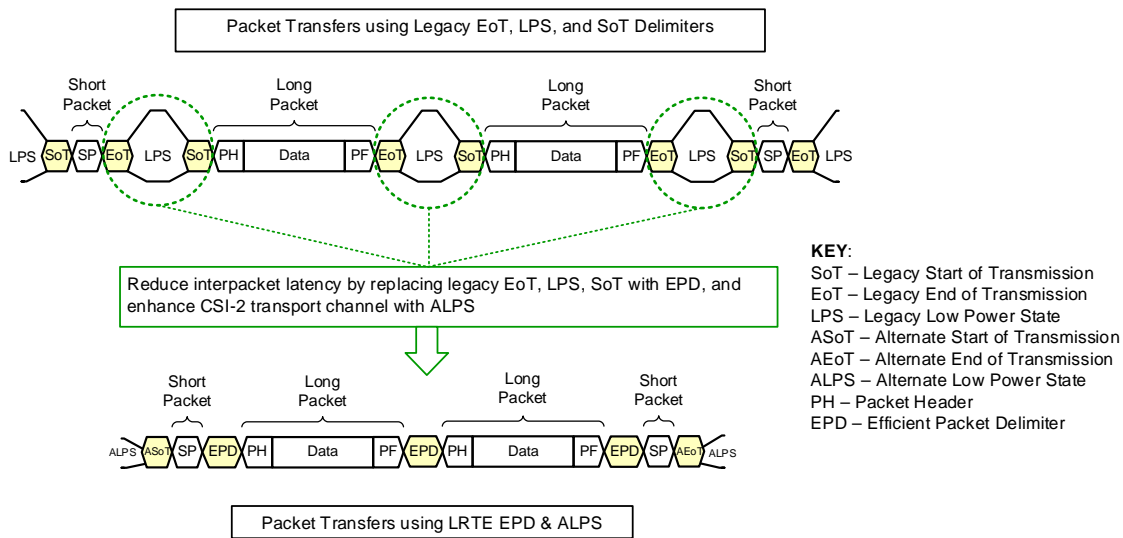 Packet Transfers using Legacy EoT, LPS, and SoT Delimiters
Short
Packet
Long
Packet
Long
Packet
Short
Packet
LPS SoT SP EoT LPS SoT PH Data PF EoT LPS SoT PH Data PF EoT LPS SoT SP EoT LPS
Reduce interpacket latency by replacing legacy EoT, LPS, SoT with EPD, and
enhance CSI-2 transport channel with ALPS
KEY:
SoT – Legacy Start of Transmission
EoT – Legacy End of Transmission
LPS – Legacy Low Power State
ASoT – Alternate Start of Transmission
AEoT – Alternate End of Transmission
ALPS – Alternate Low Power State
PH – Packet Header
EPD – Efficient Packet Delimiter
Short
Packet
Long
Packet
Long
Packet
Short
Packet
ALPS ASoT SP EPD PH Data PF EPD PH Data PF EPD SP AEoT ALPS
Packet Transfers using LRTE EPD & ALPS